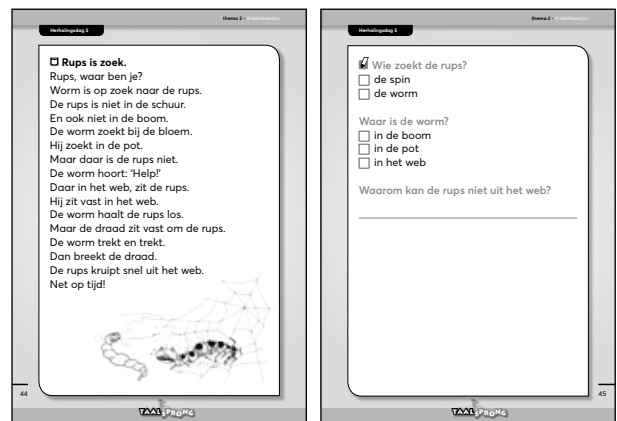 thema 2 • Kriebelbeestjes
Herhalingsdag 5
Rups is zoek.
Rups, waar ben je?
Worm is op zoek naar de rups.
De rups is niet in de schuur.
En ook niet in de boom.
De worm zoekt bij de bloem.
Hij zoekt in de pot.
Maar daar is de rups niet.
De worm hoort: 'Help!'
Daar in het web, zit de rups.
Hij zit vast in het web.
De worm haalt de rups los.
Maar de draad zit vast om de rups.
De worm trekt en trekt.
Dan breekt de draad.
De rups kruipt snel uit het web.
Net op tijd!
44
TAALSPRONG
thema 2 • Kriebelbeestjes
Herhalingsdag 5
Wie zoekt de rups?
de spin
de worm
Waar is de worm?
in de boom
in de pot
in het web
Waarom kan de rups niet uit het web?
45
TAALSPRONG